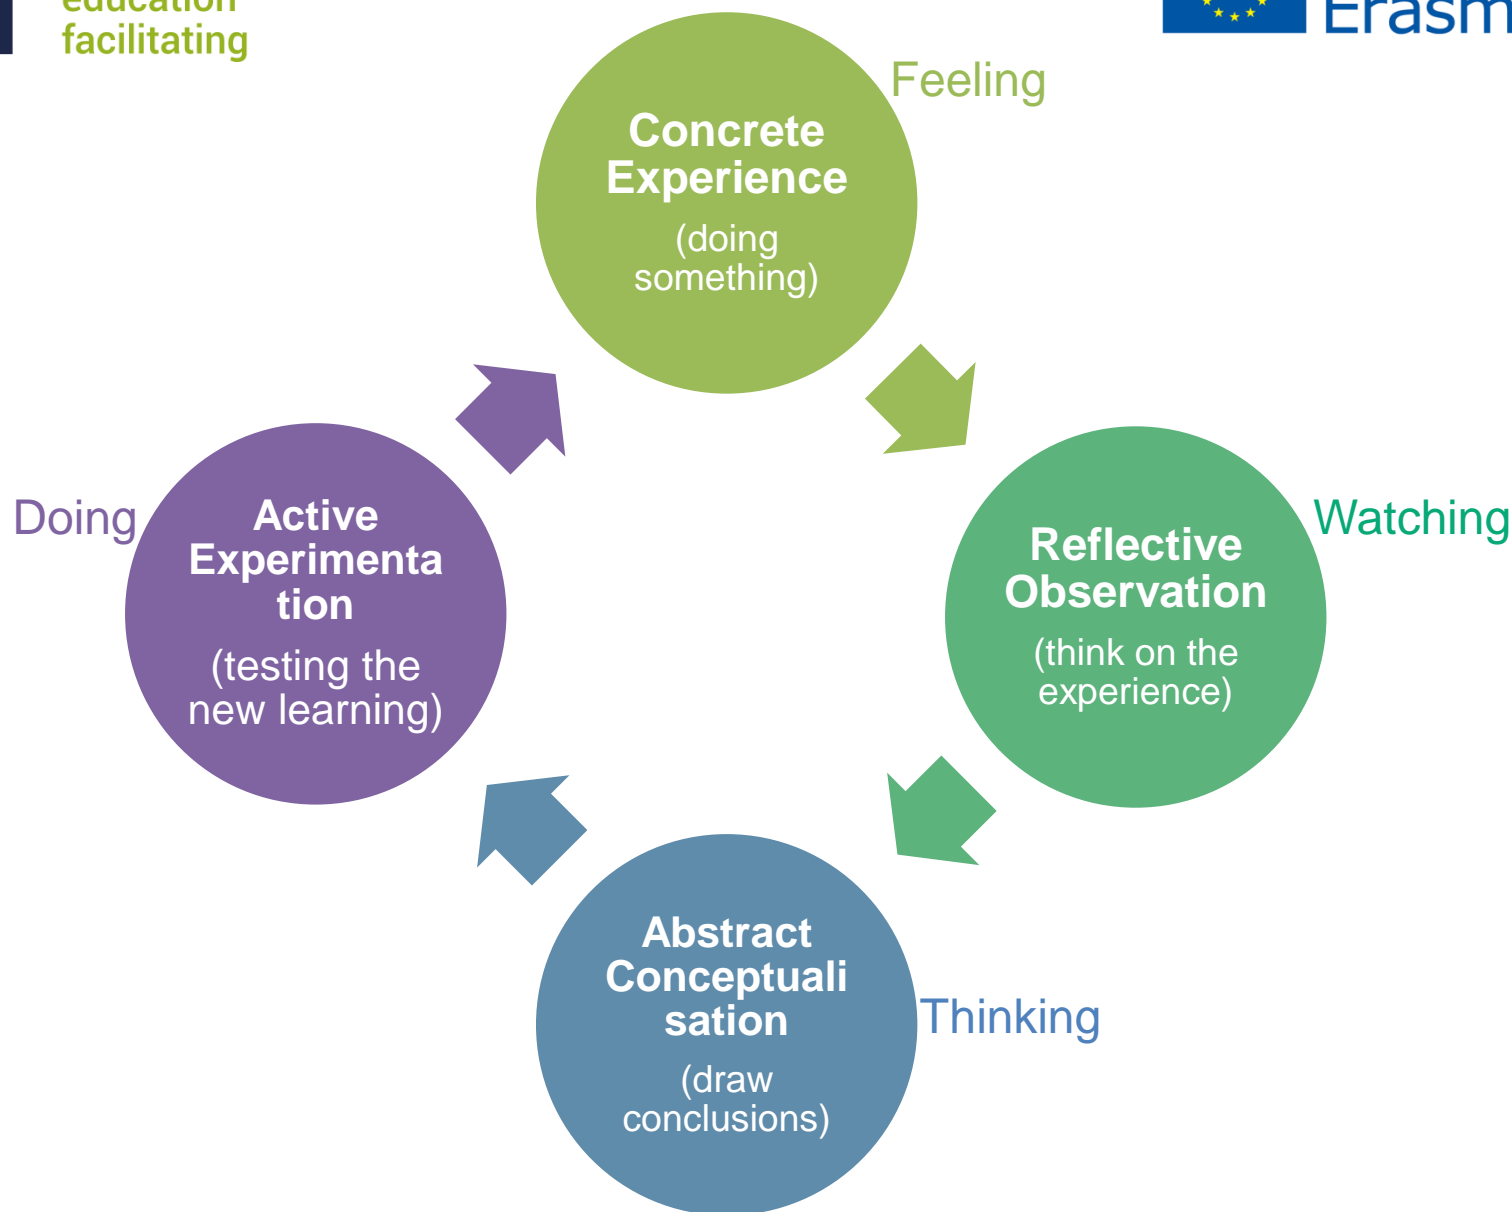 education
facilitating
Feeling
Concrete
Experience
(doing
something)
Doing
Active
Experimenta
tion
(testing the
new learning)
Watching
Reflective
Observation
(think on the
experience)
Abstract
Conceptuali
sation
(draw
conclusions)
Thinking